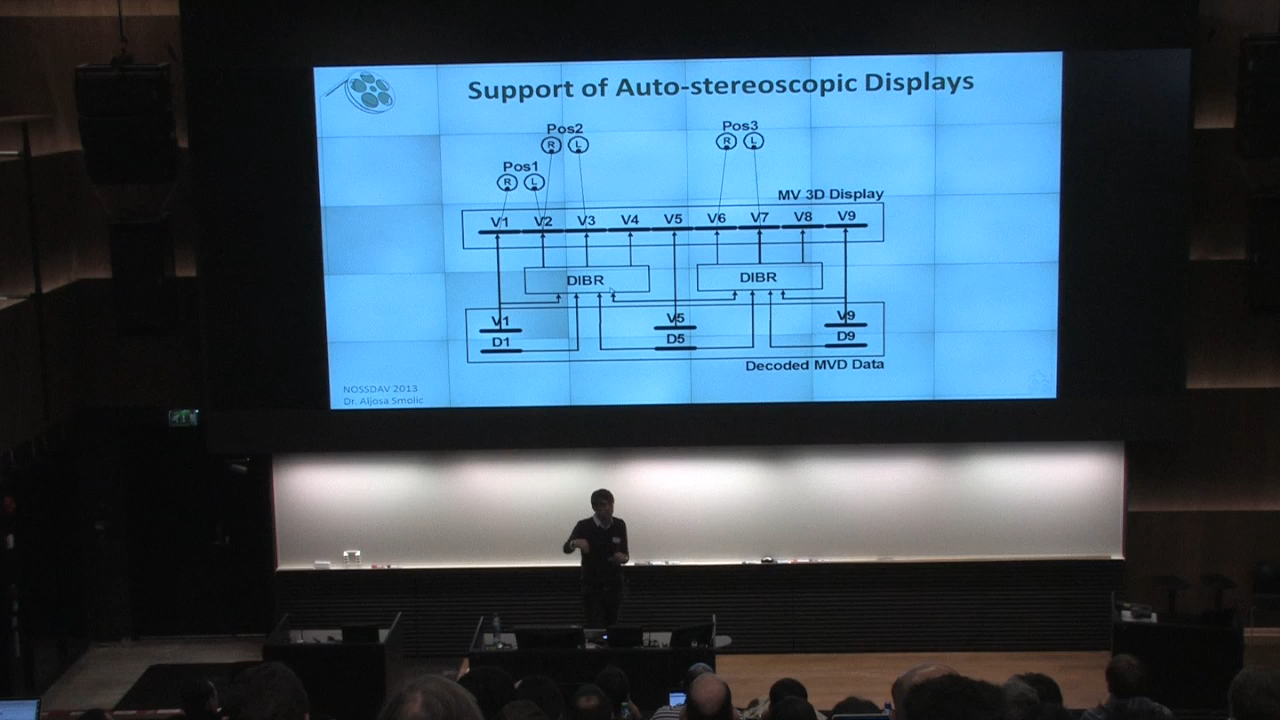 Support of Auto-stereoscopic Displays
Pos2
Pos3
R L
R L
Pos1
R L
MV 3D Display
V1 V2 V3 V4 V5 V6 V7 V8 V9
DIBR
DIBR
V1
V5
V9
D1
D5
D9
Decoded MVD Data
NOSSDAV 2013
Dr. Aljosa Smolic